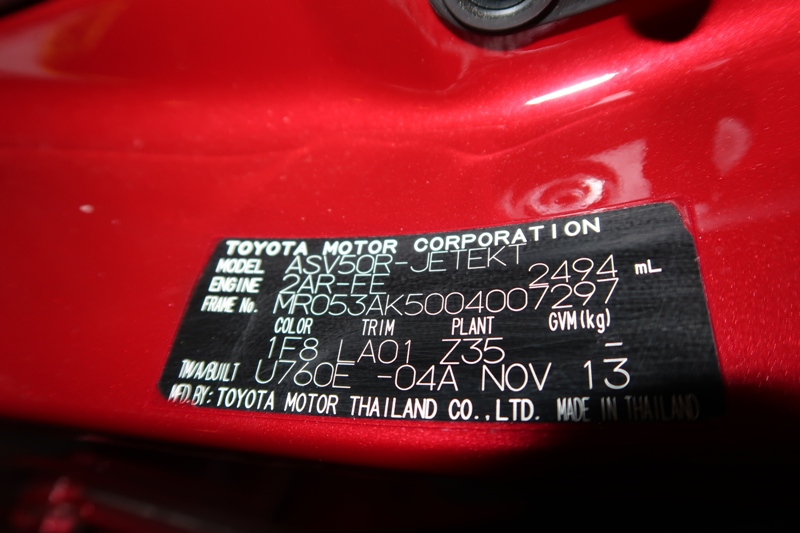 TOYOTA MOTOR CORPORATION
MODEL ASV50R-JETEKT
ENGINE 2AR-FE 2494 mL
FRAME No. MR053AK5004007297
COLOR TRIM PLANT GVM(kg)
1F8 LA01 Z35 -
TM/A/BUILT U760E -04A NOV 13
MFD.BY: TOYOTA MOTOR THAILAND CO.,LTD. MADE IN THAILAND